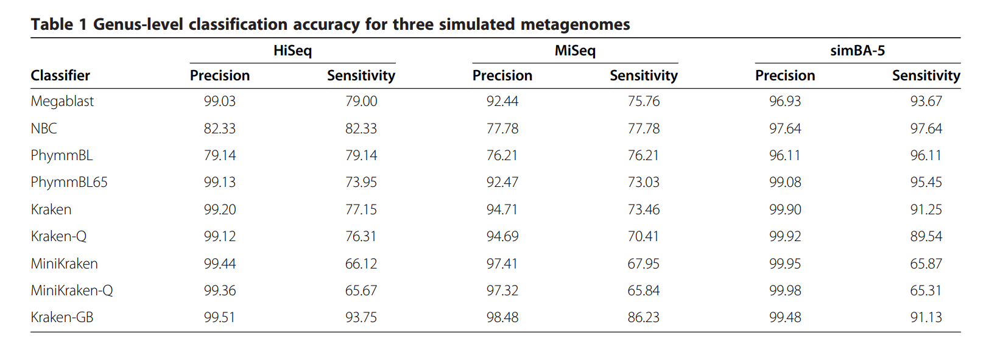 Table 1 Genus-level classification accuracy for three simulated metagenomes
HiSeq MiSeq simBA-5
Classifier Precision Sensitivity Precision Sensitivity Precision Sensitivity
Megablast 99.03 79.00 92.44 75.76 96.93 93.67
NBC 82.33 82.33 77.78 77.78 97.64 97.64
PhymmBL 79.14 79.14 76.21 76.21 96.11 96.11
PhymmBL65 99.13 73.95 92.47 73.03 99.08 95.45
Kraken 99.20 77.15 94.71 73.46 99.90 91.25
Kraken-Q 99.12 76.31 94.69 70.41 99.92 89.54
MiniKraken 99.44 66.12 97.41 67.95 99.95 65.87
MiniKraken-Q 99.36 65.67 97.32 65.84 99.98 65.31
Kraken-GB 99.51 93.75 98.48 86.23 99.48 91.13